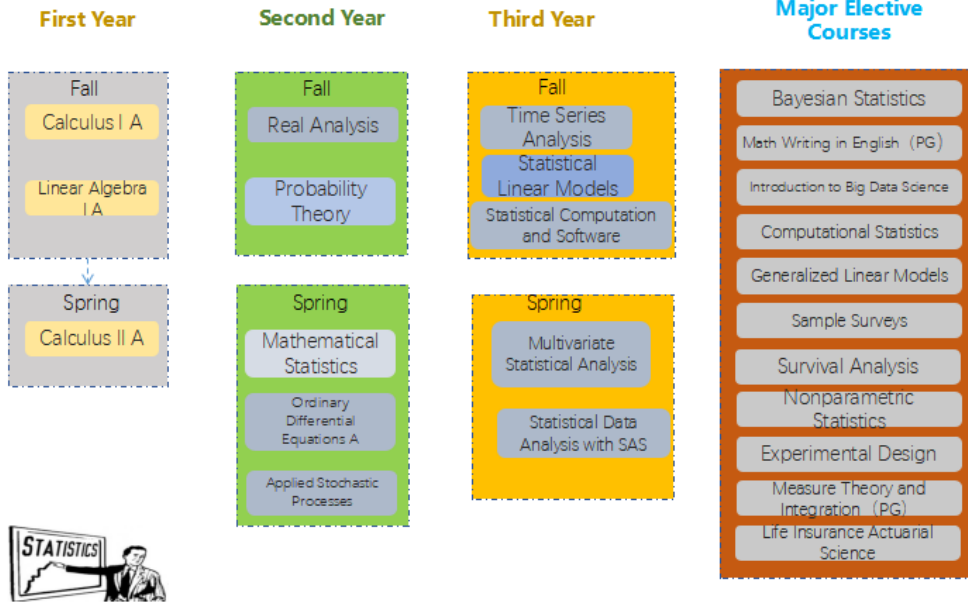 First Year
Fall
Calculus I A
Linear Algebra
I A
Spring
Calculus II A
STATISTICS
Second Year
Fall
Real Analysis
Probability
Theory
Spring
Mathematical
Statistics
Ordinary
Differential
Equations A
Applied Stochastic
Processes
Third Year
Fall
Time Series
Analysis
Statistical
Linear Models
Statistical Computation
and Software
Spring
Multivariate
Statistical Analysis
Statistical Data
Analysis with SAS
Major Elective
Courses
Bayesian Statistics
Math Writing in English（PG）
Introduction to Big Data Science
Computational Statistics
Generalized Linear Models
Sample Surveys
Survival Analysis
Nonparametric
Statistics
Experimental Design
Measure Theory and
Integration（PG）
Life Insurance Actuarial
Science